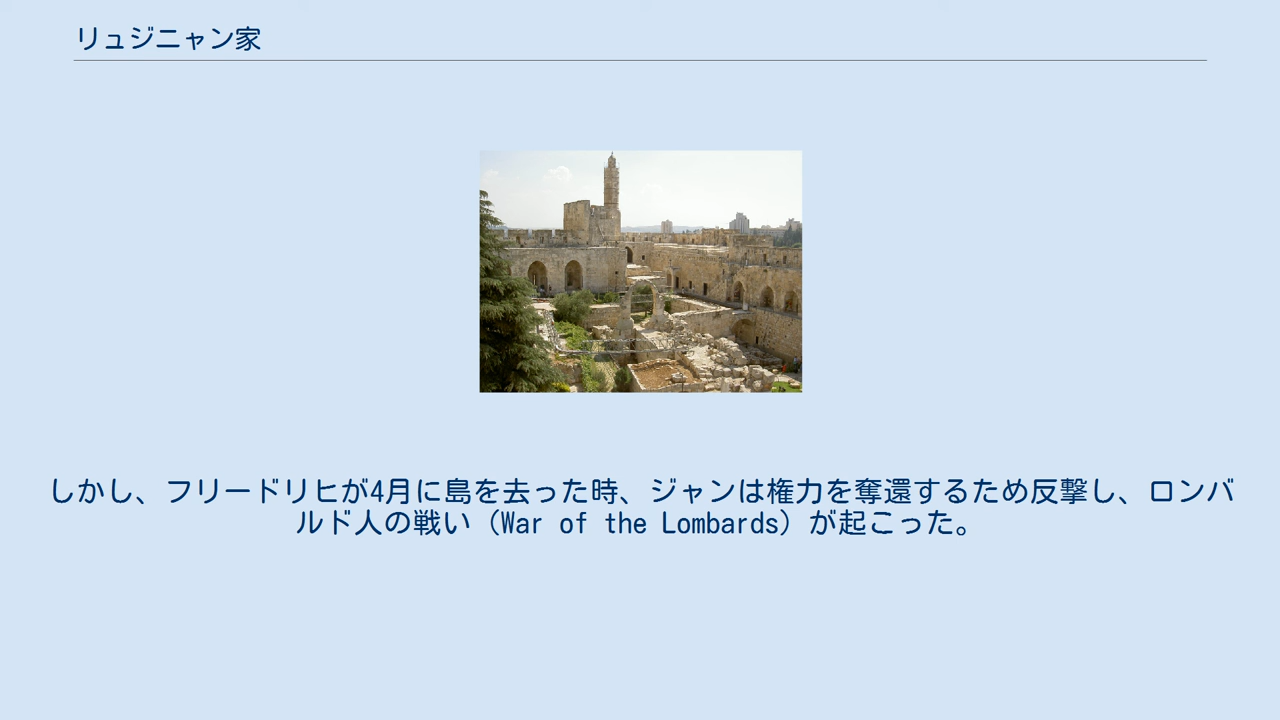 リュジニャン家
しかし、フリードリヒが4月に島を去った時、ジャンは権力を奪還するため反撃し、ロンバ
ルド人の戦い（War of the Lombards）が起こった。